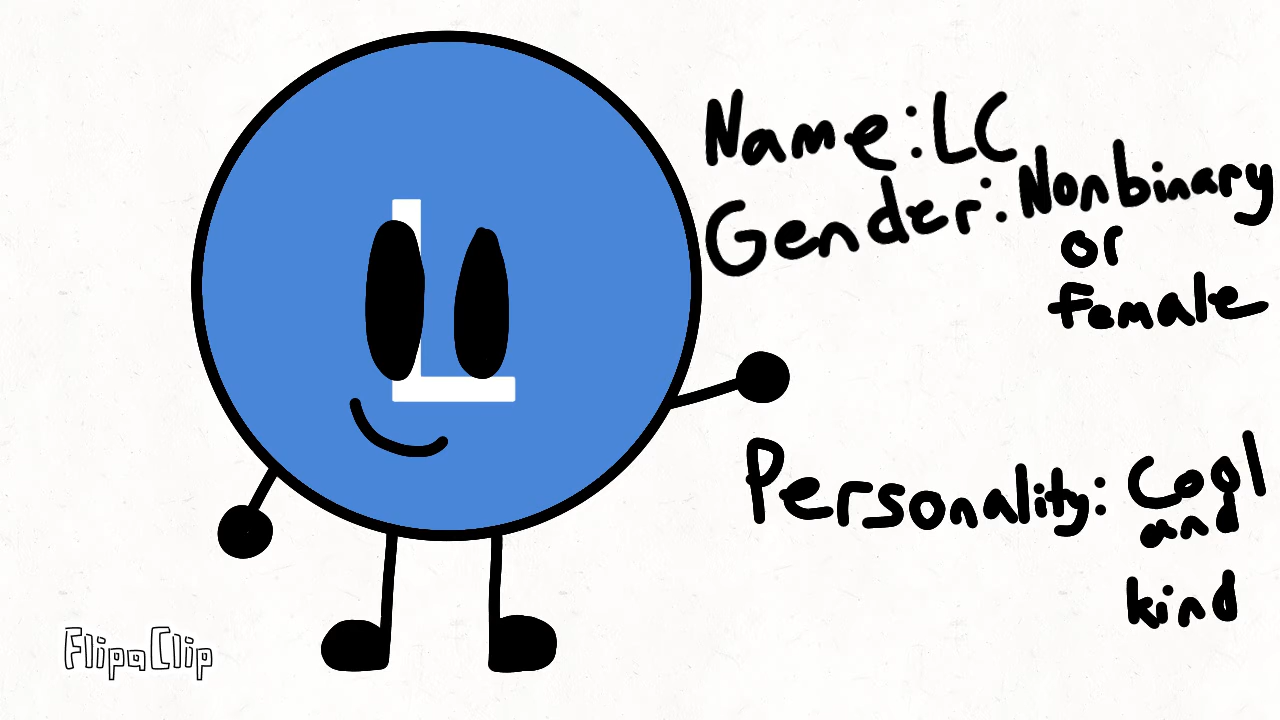 L
Name: LC
Gender: Nonbinary
or
female
Personality: Cool
and
kind
FlipaClip